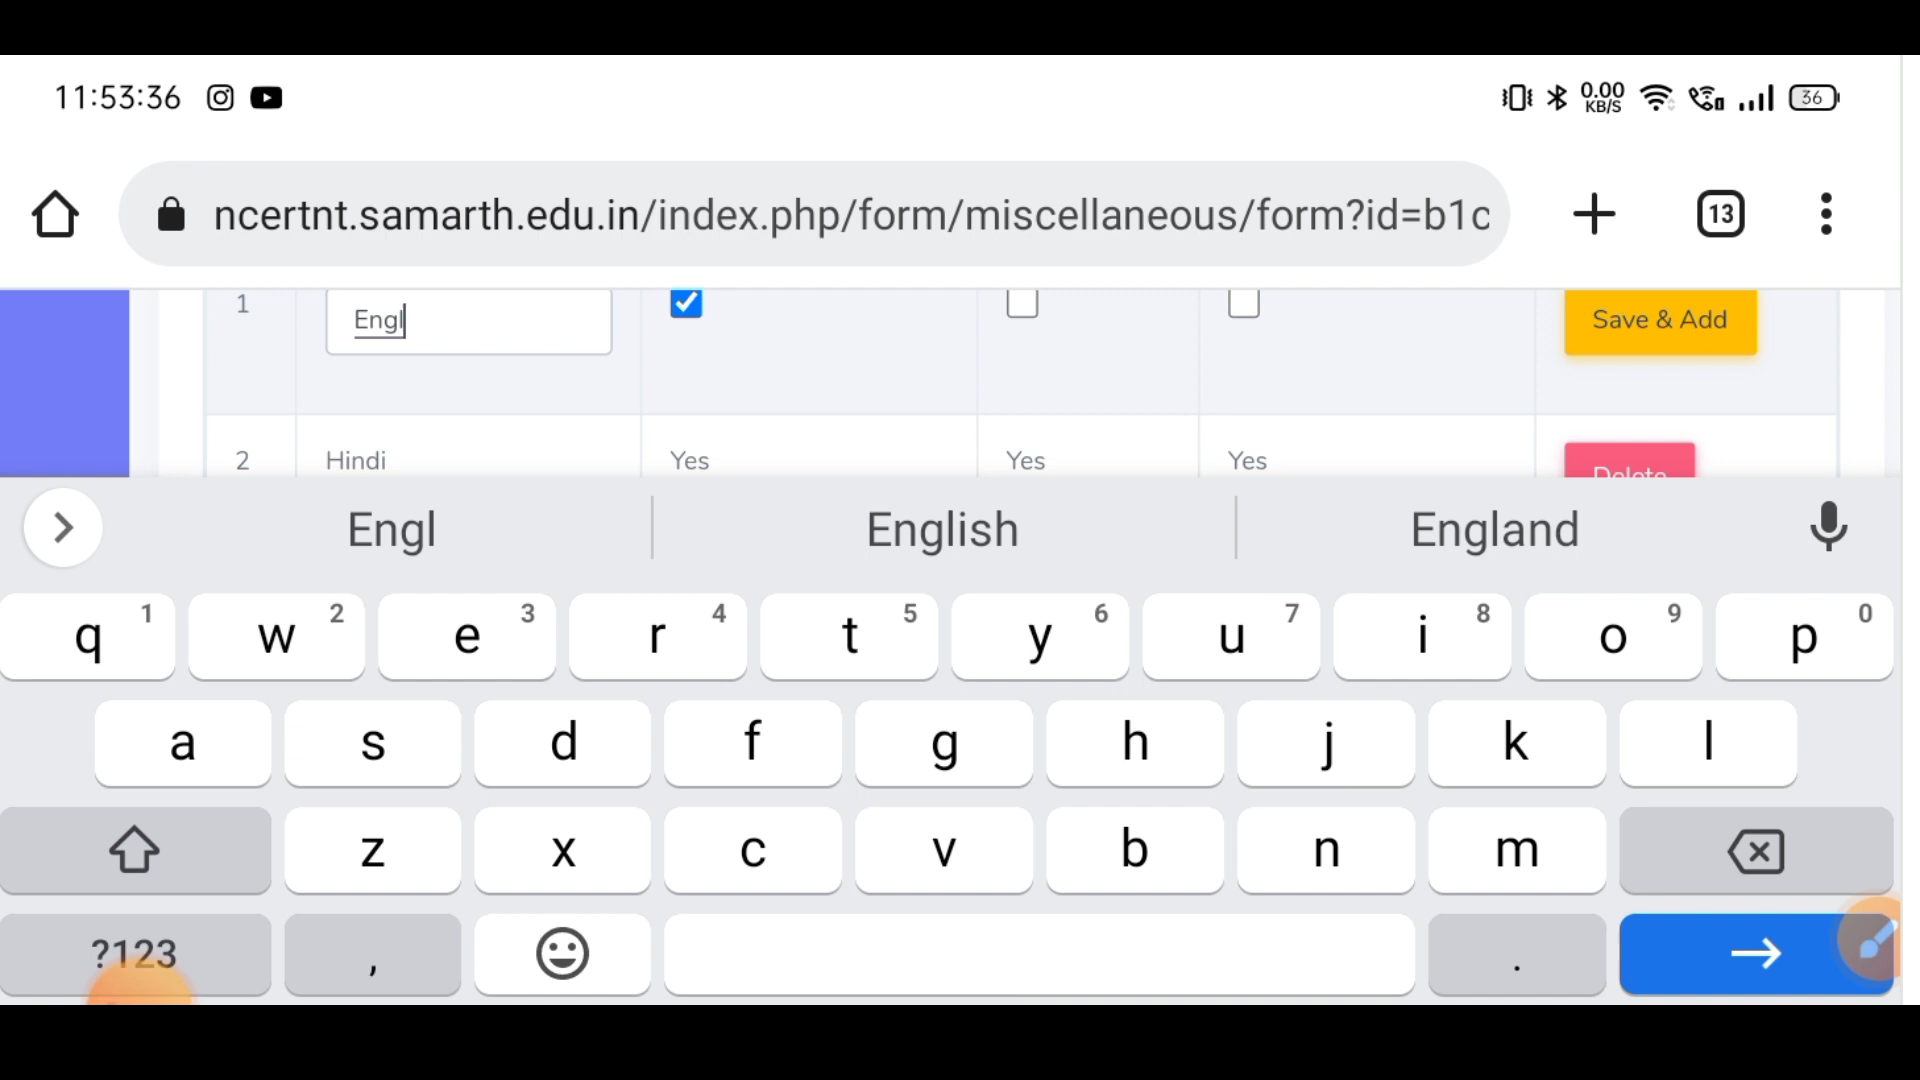 11:53:36 0.00 KB/S 36
ncertnt.samarth.edu.in/index.php/form/miscellaneous/form?id=b1c
13
1 Engl Save & Add
2 Hindi Yes Yes Yes Delete
Engl English England
q 1 w 2 e 3 r 4 t 5 y 6 u 7 i 8 o 9 p 0
a s d f g h j k l
z x c v b n m
?123 , .